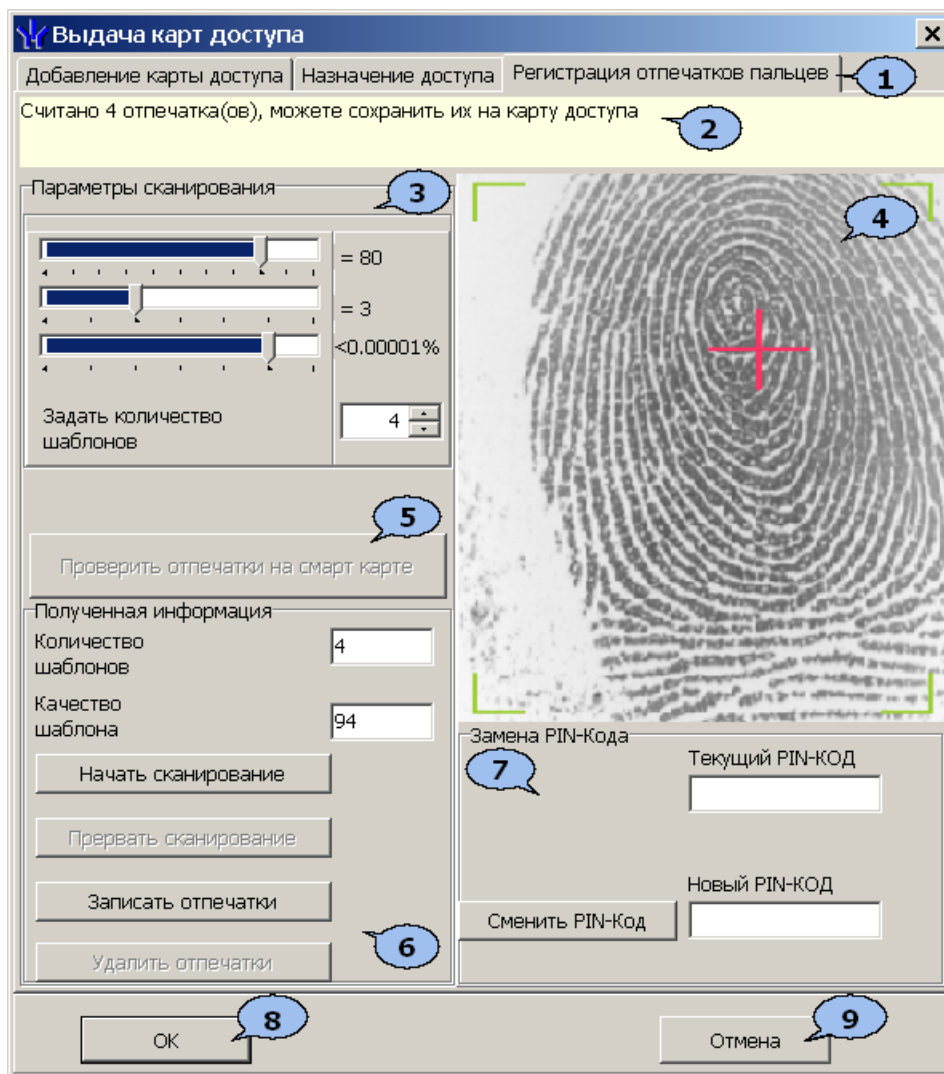 Выдача карт доступа
Добавление карты доступа
Назначение доступа
Регистрация отпечатков пальцев
1
Считано 4 отпечатка(ов), можете сохранить их на карту доступа
2
Параметры сканирования
3
= 80
= 3
<0.00001%
Задать количество
шаблонов
4
4
5
Проверить отпечатки на смарт карте
Полученная информация
Количество
шаблонов
4
Качество
шаблона
94
Начать сканирование
Прервать сканирование
Записать отпечатки
Удалить отпечатки
6
Замена PIN-Кода
7
Текущий PIN-КОД
Новый PIN-КОД
Сменить PIN-Код
OK
8
Отмена
9